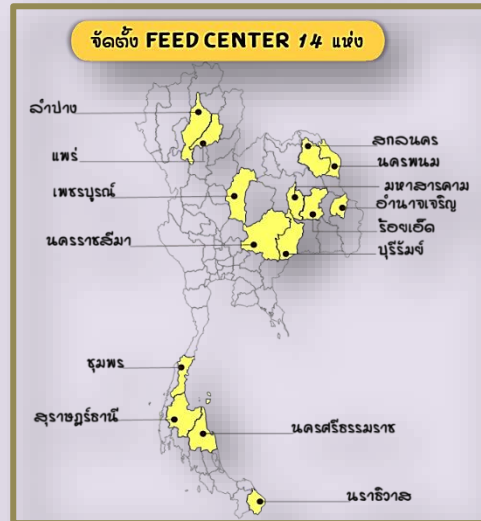 จัดตั้ง FEED CENTER 14 แห่ง
ลำปาง
แพร่
เพชรบูรณ์
นครราชสีมา
สกลนคร
นครพนม
มหาสารคาม
อำนาจเจริญ
ร้อยเอ็ด
บุรีรัมย์
ชุมพร
สุราษฎร์ธานี
นครศรีธรรมราช
นราธิวาส